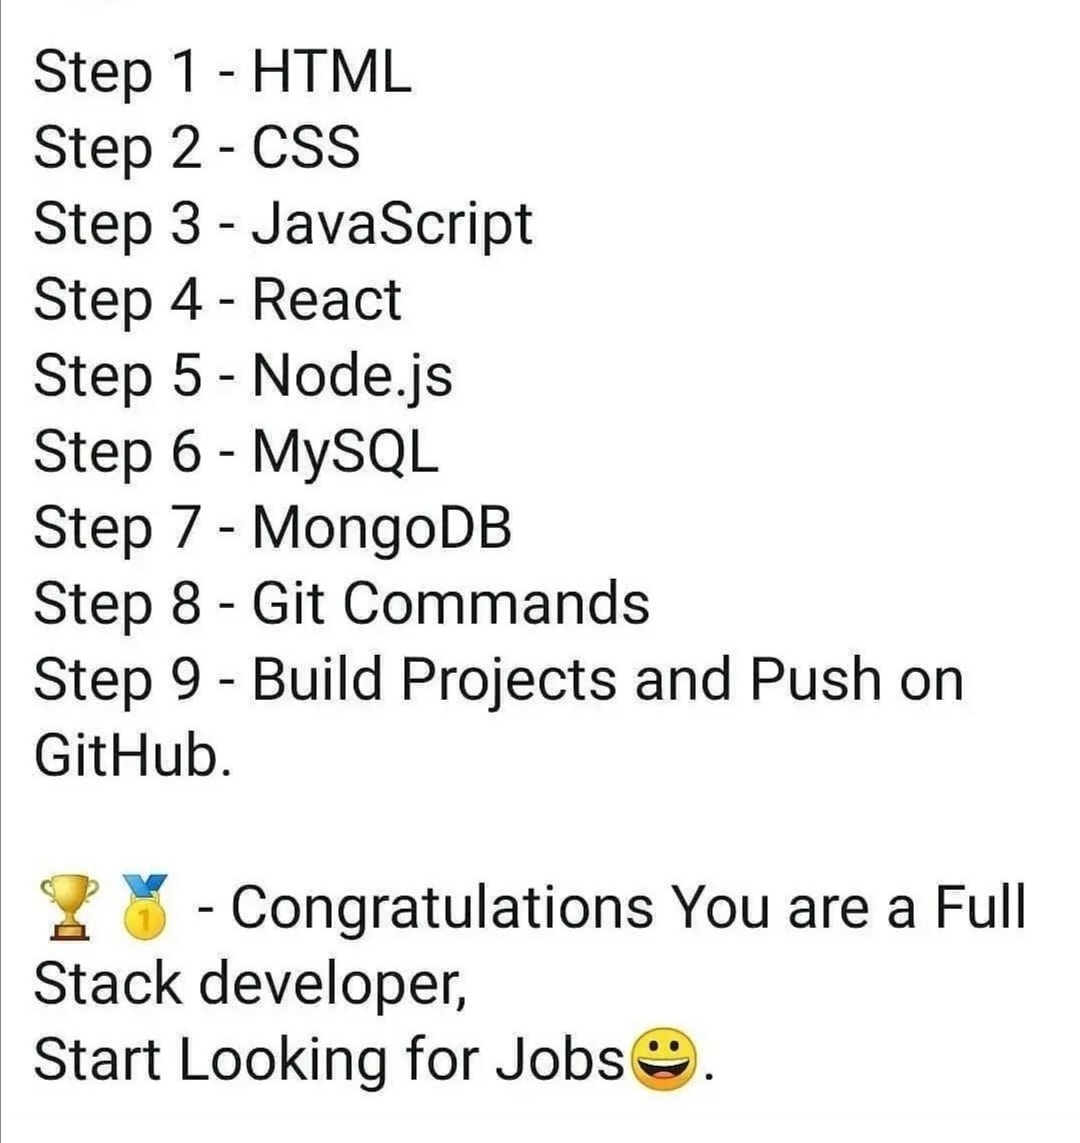 Step 1 - HTML
Step 2 - CSS
Step 3 - JavaScript
Step 4 - React
Step 5 - Node.js
Step 6 - MySQL
Step 7 - MongoDB
Step 8 - Git Commands
Step 9 - Build Projects and Push on
GitHub.
🏆🥇 - Congratulations You are a Full
Stack developer,
Start Looking for Jobs😀.